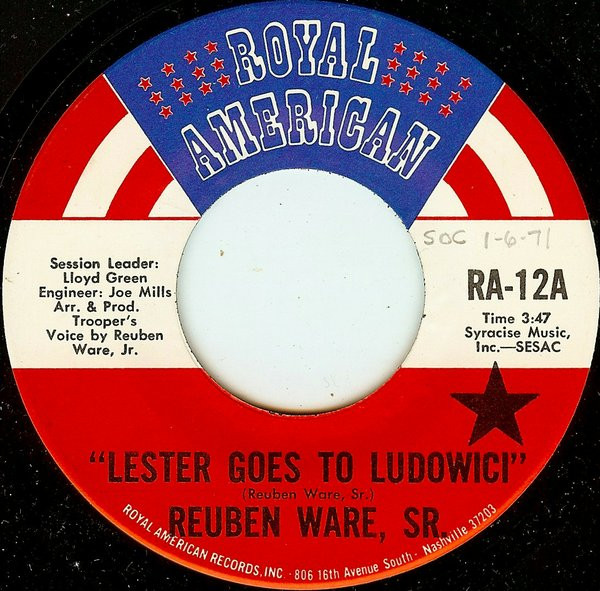 ROYAL
AMERICAN
SOC 1-6-71
Session Leader:
Lloyd Green
Engineer: Joe Mills
Arr. & Prod.
Trooper's
Voice by Reuben
Ware, Jr.
RA-12A
Time 3:47
Syracise Music,
Inc.—SESAC
"LESTER GOES TO LUDOWICI"
(Reuben Ware, Sr.)
REUBEN WARE, SR.
ROYAL AMERICAN RECORDS, INC · 806 16th Avenue South · Nashville 37203